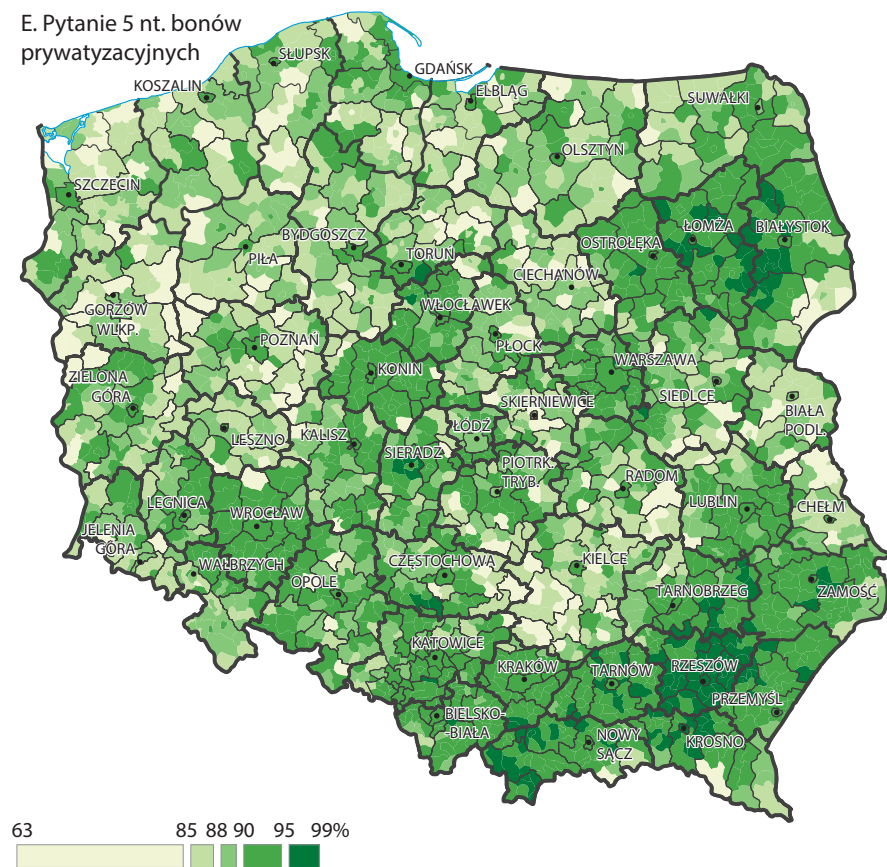 E. Pytanie 5 nt. bonów
prywatyzacyjnych
SŁUPSK
GDAŃSK
KOSZALIN
ELBLĄG
SUWAŁKI
OLSZTYN
SZCZECIN
BYDGOSZCZ
ŁOMŻA
BIAŁYSTOK
OSTROŁĘKA
PIŁA
TORUŃ
CIECHANÓW
GORZÓW
WLKP.
WŁOCŁAWEK
POZNAŃ
PŁOCK
WARSZAWA
KONIN
ZIELONA
GÓRA
SIEDLCE
SKIERNIEWICE
BIAŁA
PODL.
LESZNO
KALISZ
ŁÓDŹ
SIERADZ
PIOTRK.
TRYB.
RADOM
LEGNICA
WROCŁAW
LUBLIN
CHEŁM
JELENIA
GÓRA
WAŁBRZYCH
OPOLE
CZĘSTOCHOWA
KIELCE
TARNOBRZEG
ZAMOŚĆ
KATOWICE
KRAKÓW
TARNÓW
RZESZÓW
PRZEMYŚL
BIELSKO-
-BIAŁA
NOWY
SĄCZ
KROSNO
63 85 88 90 95 99%